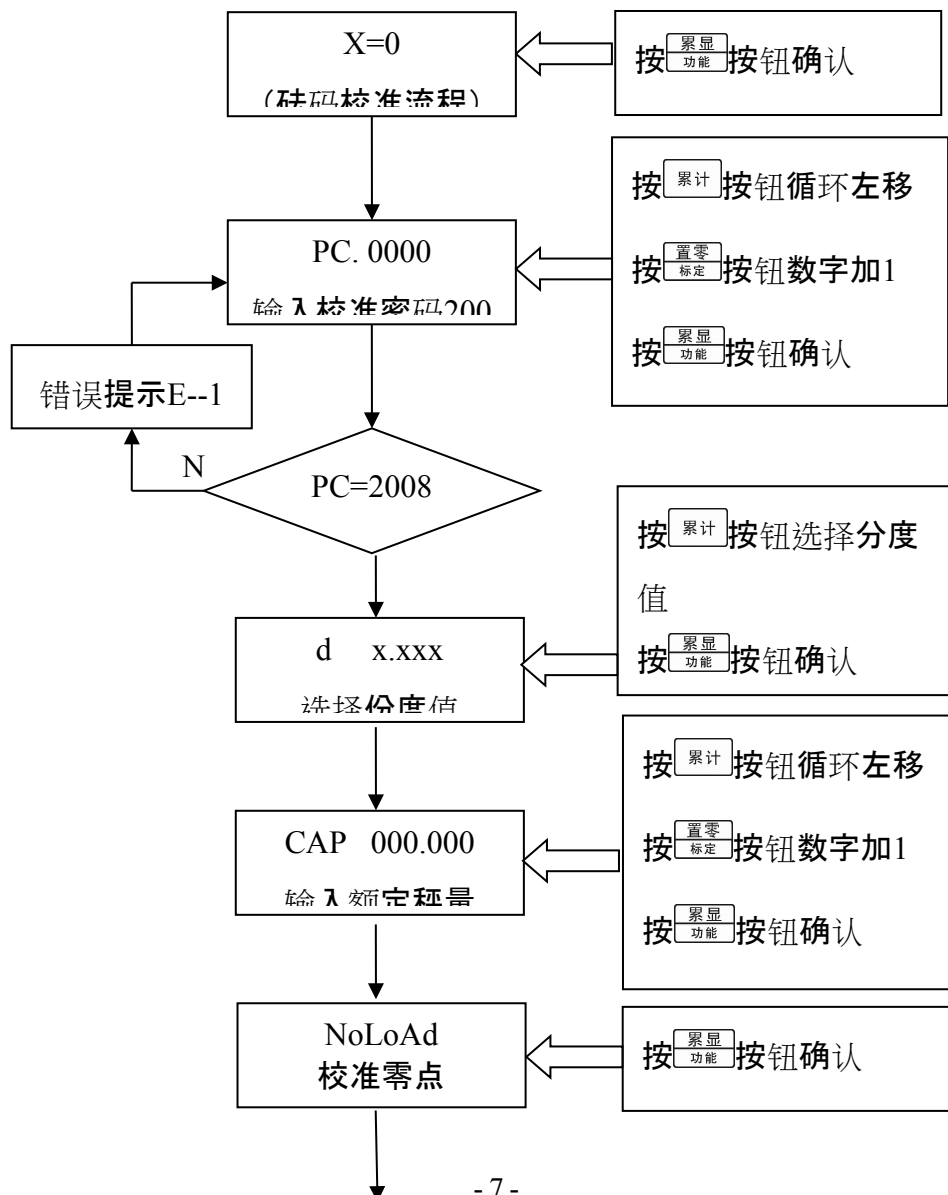 X=0
(砝码校准流程)
按累显功能按钮确认
PC. 0000
输入校准密码200
按累计按钮循环左移
按置零标定按钮数字加1
按累显功能按钮确认
错误提示E--1
N
PC=2008
d x.xxx
选择份度值
按累计按钮选择分度
值
按累显功能按钮确认
CAP 000.000
输入额定秤量
按累计按钮循环左移
按置零标定按钮数字加1
按累显功能按钮确认
NoLoAd
校准零点
按累显功能按钮确认
- 7 -